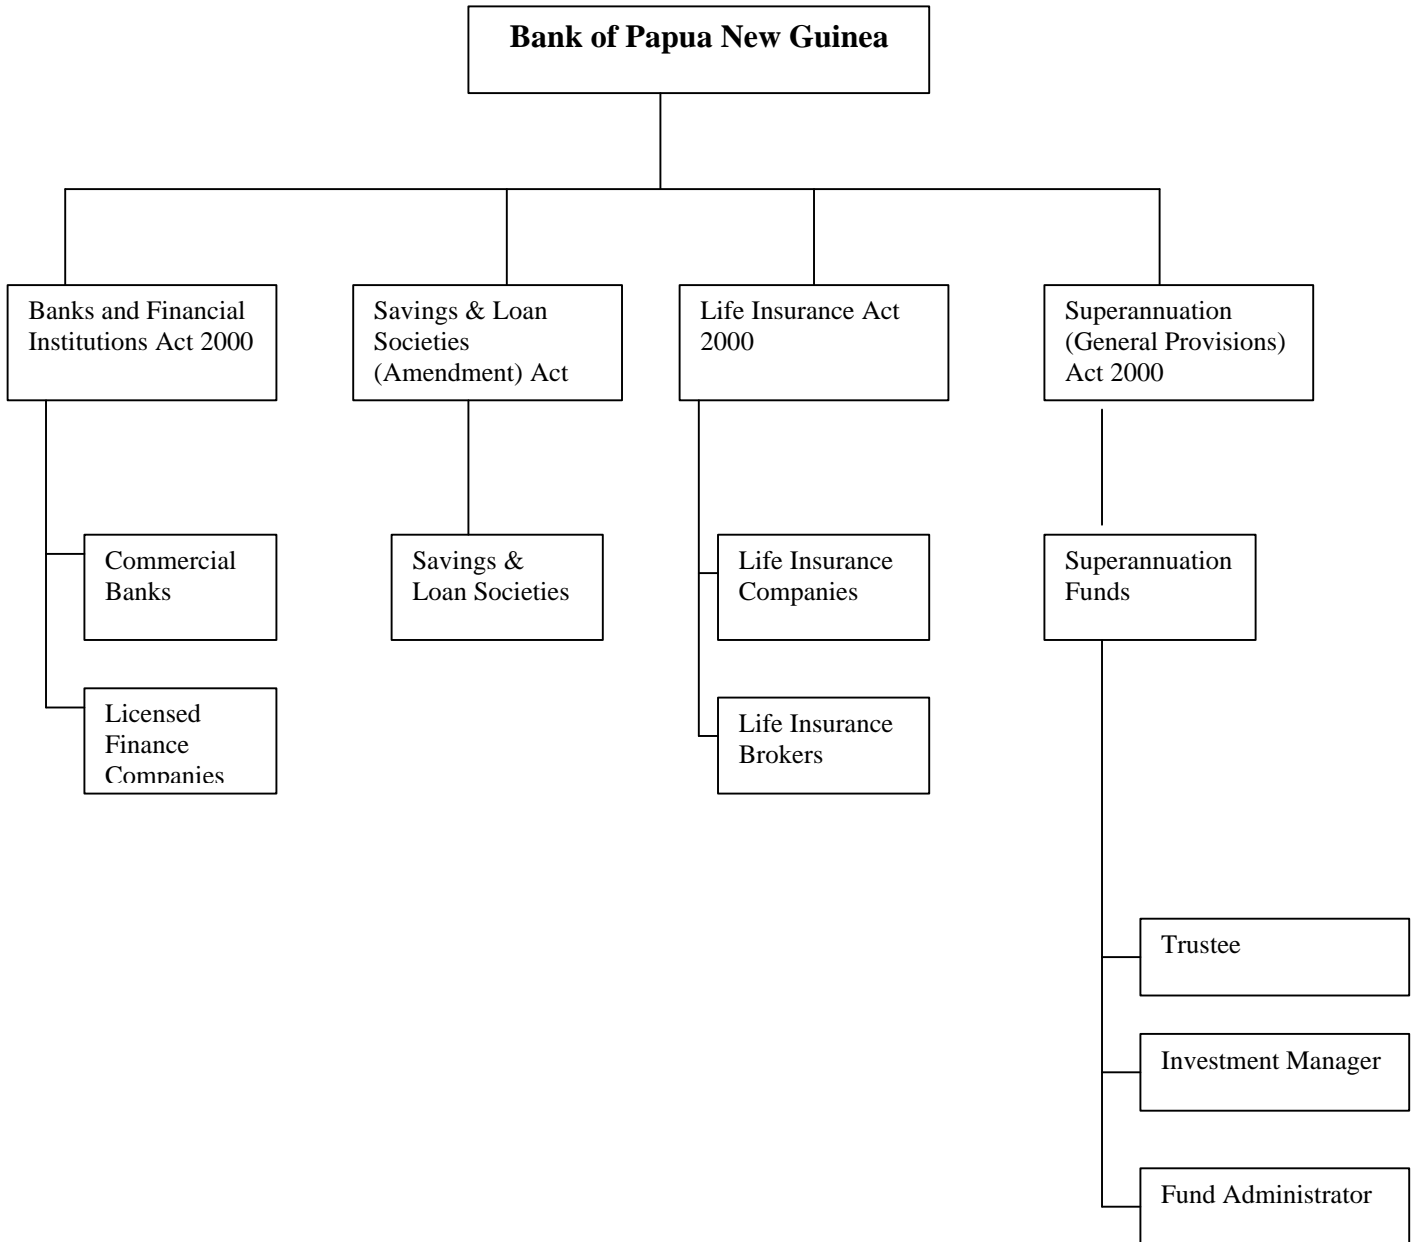 Bank of Papua New Guinea
Banks and Financial
Institutions Act 2000
Savings & Loan
Societies
(Amendment) Act
Life Insurance Act
2000
Superannuation
(General Provisions)
Act 2000
Commercial
Banks
Savings &
Loan Societies
Life Insurance
Companies
Superannuation
Funds
Licensed
Finance
Companies
Life Insurance
Brokers
Trustee
Investment Manager
Fund Administrator